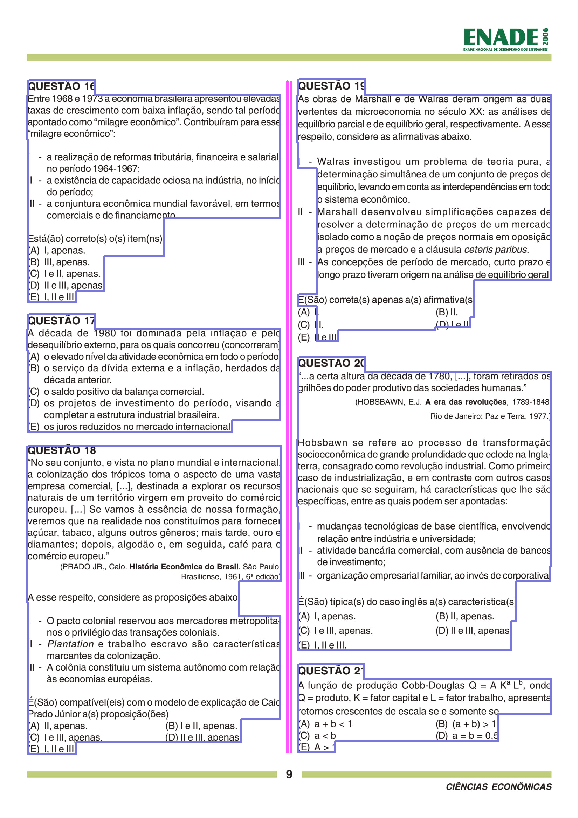 ENADE 2006
EXAME NACIONAL DE DESEMPENHO DOS ESTUDANTES
QUESTÃO 16
Entre 1968 e 1973 a economia brasileira apresentou elevadas
taxas de crescimento com baixa inflação, sendo tal período
apontado como “milagre econômico”. Contribuíram para esse
“milagre econômico”:
- a realização de reformas tributária, financeira e salarial
no período 1964-1967;
II - a existência de capacidade ociosa na indústria, no início
do período;
III - a conjuntura econômica mundial favorável, em termos
comerciais e de financiamento.
Está(ão) correto(s) o(s) item(ns)
(A) I, apenas.
(B) III, apenas.
(C) I e II, apenas.
(D) II e III, apenas.
(E) I, II e III.
QUESTÃO 17
A década de 1980 foi dominada pela inflação e pelo
desequilíbrio externo, para os quais concorreu (concorreram)
(A) o elevado nível da atividade econômica em todo o período.
(B) o serviço da dívida externa e a inflação, herdados da
década anterior.
(C) o saldo positivo da balança comercial.
(D) os projetos de investimento do período, visando a
completar a estrutura industrial brasileira.
(E) os juros reduzidos no mercado internacional.
QUESTÃO 18
“No seu conjunto, e vista no plano mundial e internacional,
a colonização dos trópicos toma o aspecto de uma vasta
empresa comercial, [...], destinada a explorar os recursos
naturais de um território virgem em proveito do comércio
europeu. [...] Se vamos à essência de nossa formação,
veremos que na realidade nos constituímos para fornecer
açúcar, tabaco, alguns outros gêneros; mais tarde, ouro e
diamantes; depois, algodão e, em seguida, café para o
comércio europeu.”
(PRADO JR., Caio. História Econômica do Brasil. São Paulo:
Brasiliense, 1961, 6ª edição)
A esse respeito, considere as proposições abaixo.
- O pacto colonial reservou aos mercadores metropolita-
nos o privilégio das transações coloniais.
II - Plantation e trabalho escravo são características
marcantes da colonização.
III - A colônia constituiu um sistema autônomo com relação
às economias européias.
É(São) compatível(eis) com o modelo de explicação de Caio
Prado Júnior a(s) proposição(ões)
(A) II, apenas. (B) I e II, apenas.
(C) I e III, apenas. (D) II e III, apenas.
(E) I, II e III.
QUESTÃO 19
As obras de Marshall e de Walras deram origem às duas
vertentes da microeconomia no século XX: as análises de
equilíbrio parcial e de equilíbrio geral, respectivamente. A esse
respeito, considere as afirmativas abaixo.
I - Walras investigou um problema de teoria pura, a
determinação simultânea de um conjunto de preços de
equilíbrio, levando em conta as interdependências em todo
o sistema econômico.
II - Marshall desenvolveu simplificações capazes de
resolver a determinação de preços de um mercado
isolado como a noção de preços normais em oposição
a preços de mercado e a cláusula ceteris paribus.
III - As concepções de período de mercado, curto prazo e
longo prazo tiveram origem na análise de equilíbrio geral.
É(São) correta(s) apenas a(s) afirmativa(s)
(A) I. (B) II.
(C) III. (D) I e II.
(E) II e III.
QUESTÃO 20
“...a certa altura da década de 1780, [...], foram retirados os
grilhões do poder produtivo das sociedades humanas.”
(HOBSBAWN, E.J. A era das revoluções, 1789-1848.
Rio de Janeiro: Paz e Terra, 1977.)
Hobsbawn se refere ao processo de transformação
socioeconômica de grande profundidade que eclode na Ingla-
terra, consagrado como revolução industrial. Como primeiro
caso de industrialização, e em contraste com outros casos
nacionais que se seguiram, há características que lhe são
específicas, entre as quais podem ser apontadas:
I - mudanças tecnológicas de base científica, envolvendo
relação entre indústria e universidade;
II - atividade bancária comercial, com ausência de bancos
de investimento;
III - organização empresarial familiar, ao invés de corporativa.
É(São) típica(s) do caso inglês a(s) característica(s)
(A) I, apenas. (B) II, apenas.
(C) I e III, apenas. (D) II e III, apenas.
(E) I, II e III.
QUESTÃO 21
A função de produção Cobb-Douglas Q = A Kᵃ Lᵇ, onde
Q = produto, K = fator capital e L = fator trabalho, apresenta
retornos crescentes de escala se e somente se
(A) a + b < 1 (B) (a + b) > 1
(C) a < b (D) a = b = 0.5
(E) A > 1
9
CIÊNCIAS ECONÔMICAS